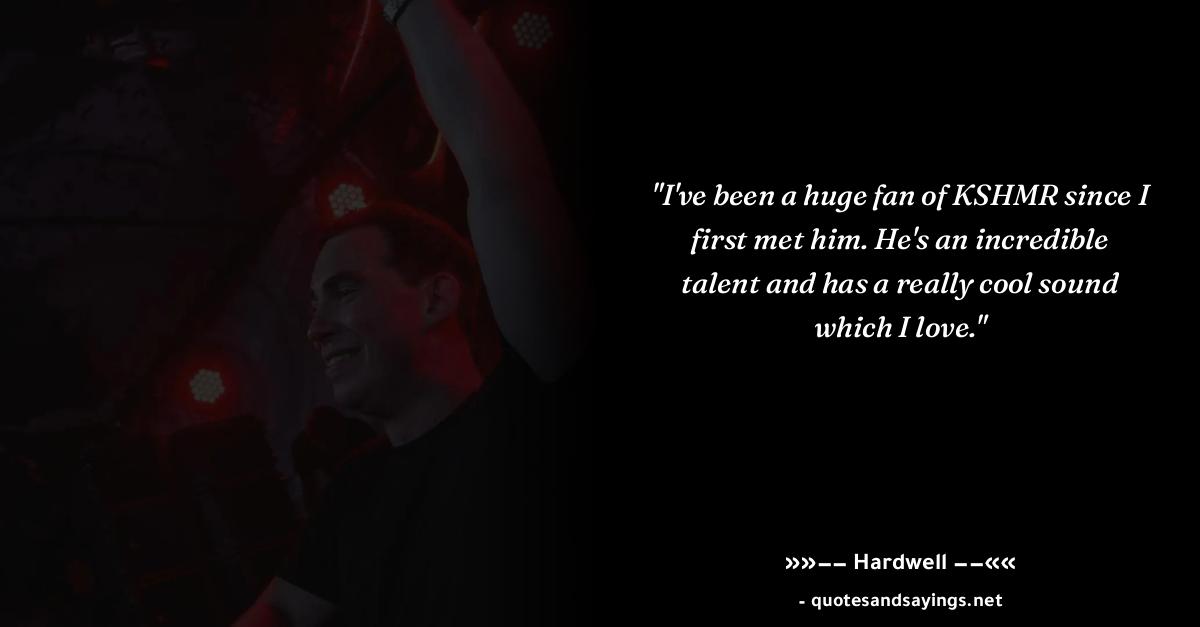 "I've been a huge fan of KSHMR since I
first met him. He's an incredible
talent and has a really cool sound
which I love."
»»−− Hardwell −−««
- quotesandsayings.net